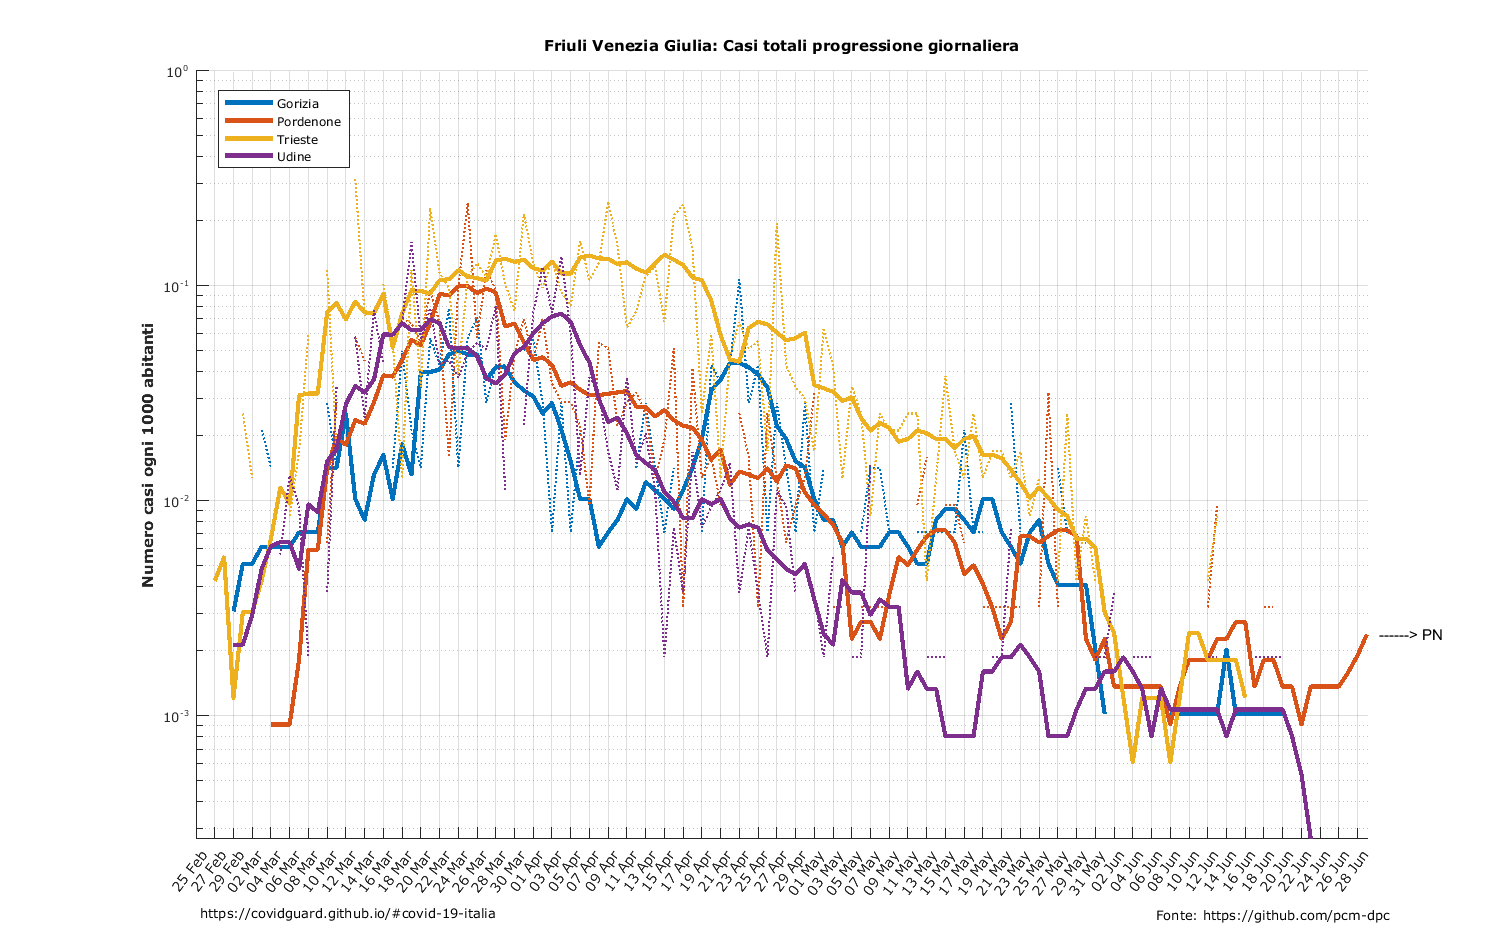 Friuli Venezia Giulia: Casi totali progressione giornaliera
Numero casi ogni 1000 abitanti
10^0
10^-1
10^-2
10^-3
Gorizia
Pordenone
Trieste
Udine
------> PN
25 Feb
27 Feb
29 Feb
02 Mar
04 Mar
06 Mar
08 Mar
10 Mar
12 Mar
14 Mar
16 Mar
18 Mar
20 Mar
22 Mar
24 Mar
26 Mar
28 Mar
30 Mar
01 Apr
03 Apr
05 Apr
07 Apr
09 Apr
11 Apr
13 Apr
15 Apr
17 Apr
19 Apr
21 Apr
23 Apr
25 Apr
27 Apr
29 Apr
01 May
03 May
05 May
07 May
09 May
11 May
13 May
15 May
17 May
19 May
21 May
23 May
25 May
27 May
29 May
31 May
02 Jun
04 Jun
06 Jun
08 Jun
10 Jun
12 Jun
14 Jun
16 Jun
18 Jun
20 Jun
22 Jun
24 Jun
26 Jun
28 Jun
https://covidguard.github.io/#covid-19-italia
Fonte: https://github.com/pcm-dpc